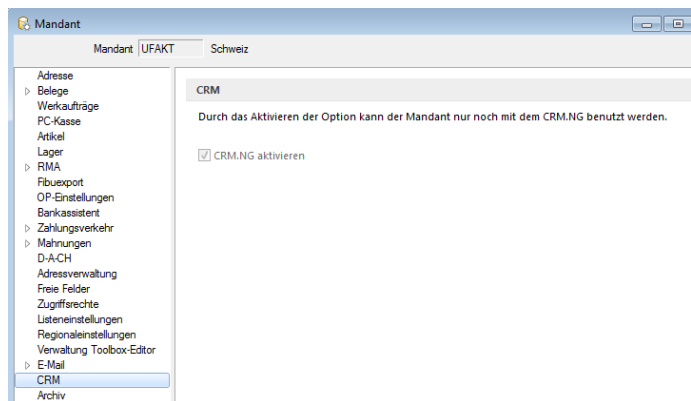 Mandant
Mandant UFAKT Schweiz
Adresse
Belege
Werkaufträge
PC-Kasse
Artikel
Lager
RMA
Fibuexport
OP-Einstellungen
Bankassistent
Zahlungsverkehr
Mahnungen
D-A-CH
Adressverwaltung
Freie Felder
Zugriffsrechte
Listeneinstellungen
Regionaleinstellungen
Verwaltung Toolbox-Editor
E-Mail
CRM
Archiv
CRM
Durch das Aktivieren der Option kann der Mandant nur noch mit dem CRM.NG benutzt werden.
CRM.NG aktivieren